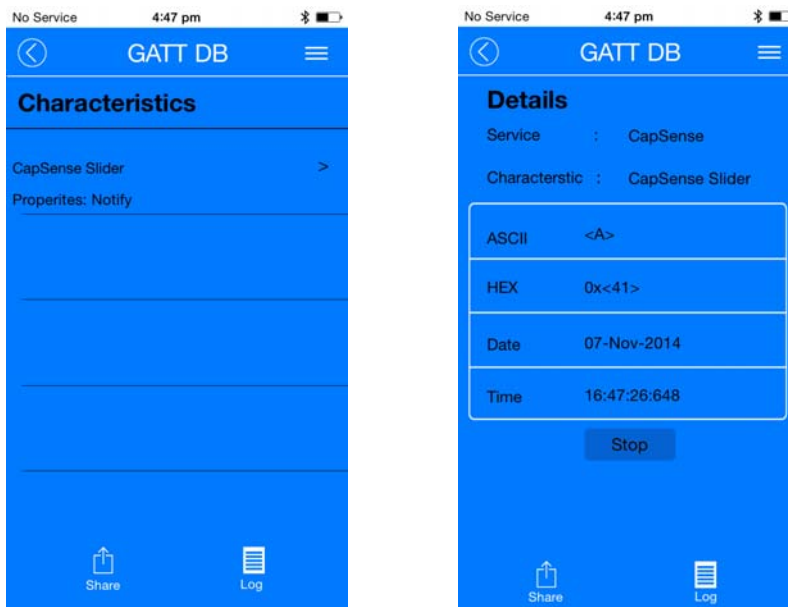 No Service 4:47 pm
GATT DB
Characteristics
CapSense Slider >
Properites: Notify
Share Log
No Service 4:47 pm
GATT DB
Details
Service : CapSense
Characterstic : CapSense Slider
ASCII <A>
HEX 0x<41>
Date 07-Nov-2014
Time 16:47:26:648
Stop
Share Log